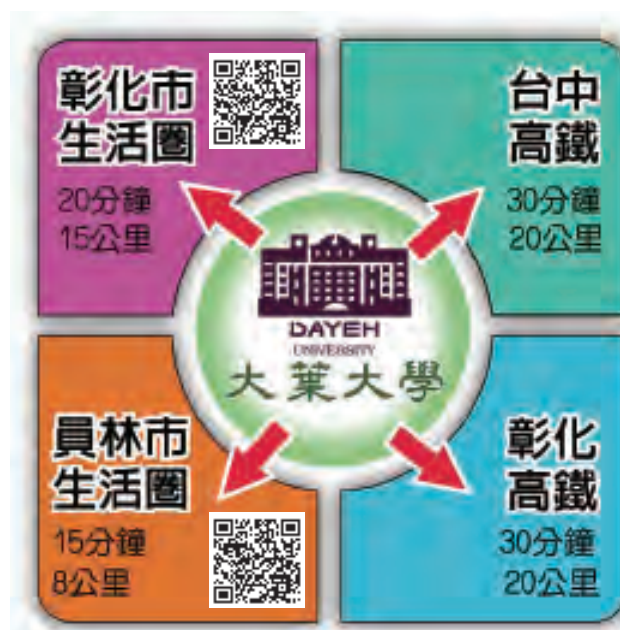 彰化市
生活圈
20分鐘
15公里
台中
高鐵
30分鐘
20公里
DAYEH
UNIVERSITY
大葉大學
員林市
生活圈
15分鐘
8公里
彰化
高鐵
30分鐘
20公里